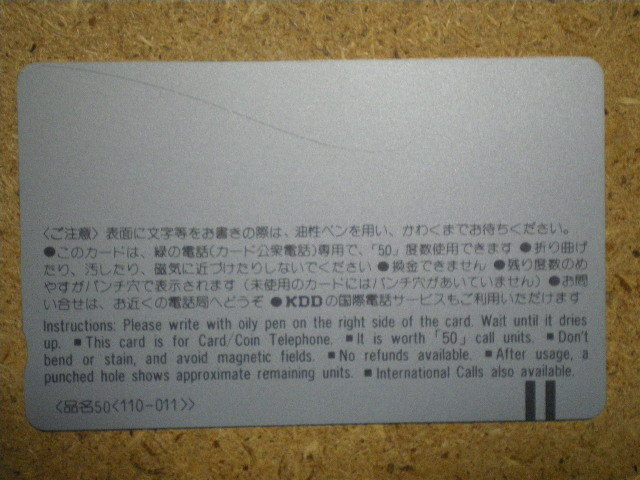 〈ご注意〉表面に文字等をお書きの際は、油性ペンを用い、かわくまでお待ちください。
●このカードは、緑の電話(カード公衆電話)専用で、「50」度数使用できます ●折り曲げ
たり、汚したり、磁気に近づけたりしないでください ●換金できません ●残り度数のめ
やすがパンチ穴で表示されます（未使用のカードにはパンチ穴があいていません）●お問
い合せは、お近くの電話局へどうぞ ●KDDの国際電話サービスもご利用いただけます
Instructions: Please write with oily pen on the right side of the card. Wait until it dries
up. ■ This card is for Card/Coin Telephone. ■ It is worth「50」call units. ■ Don't
bend or stain, and avoid magnetic fields. ■ No refunds available. ■ After usage, a
punched hole shows approximate remaining units. ■ International Calls also available.
〈品名50〈110-011〉〉